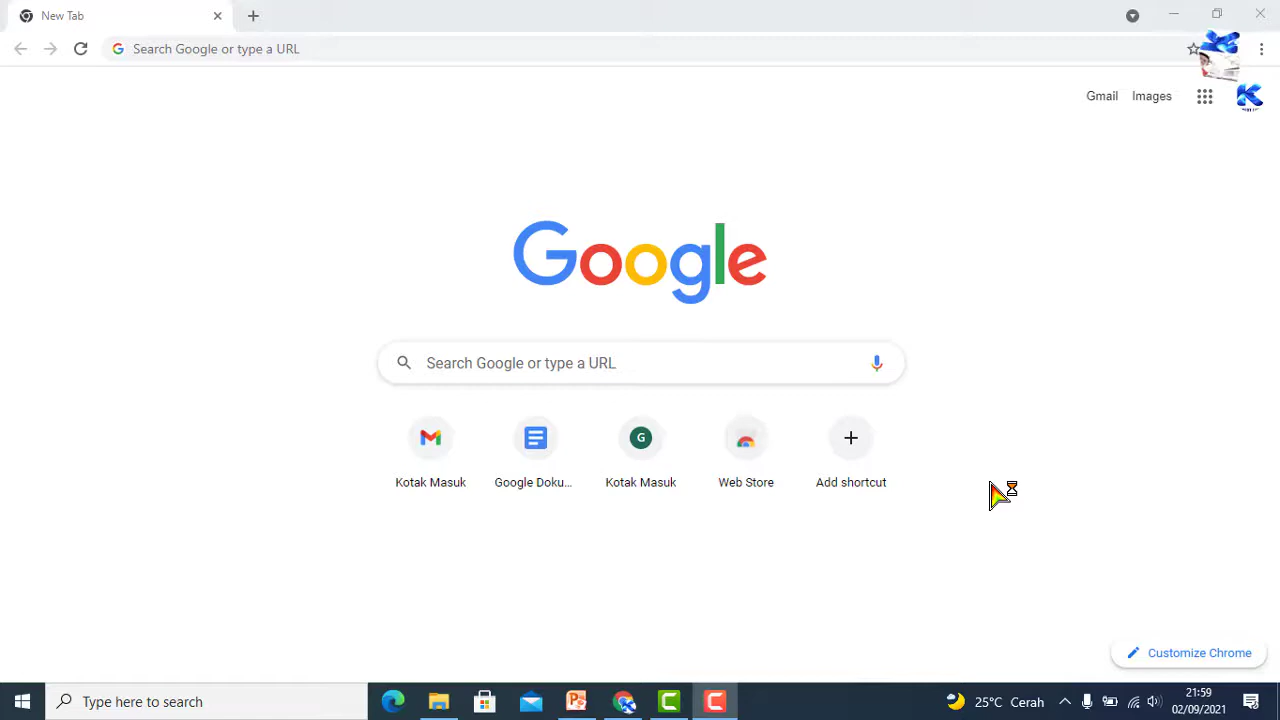 New Tab
Search Google or type a URL
Gmail Images
Google
Search Google or type a URL
G
Kotak Masuk Google Doku... Kotak Masuk Web Store Add shortcut
Customize Chrome
Type here to search
25°C Cerah
21:59
02/09/2021